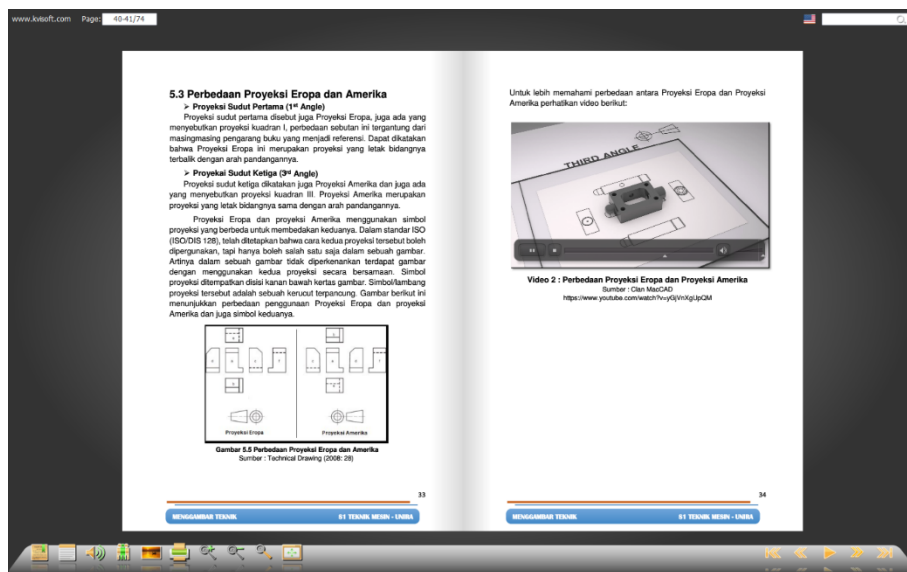 www.kvisoft.com Page: 40-41/74
5.3 Perbedaan Proyeksi Eropa dan Amerika
➢ Proyeksi Sudut Pertama (1st Angle)
Proyeksi sudut pertama disebut juga Proyeksi Eropa, juga ada yang
menyebutkan proyeksi kuadran I, perbedaan sebutan ini tergantung dari
masingmasing pengarang buku yang menjadi referensi. Dapat dikatakan
bahwa Proyeksi Eropa ini merupakan proyeksi yang letak bidangnya
terbalik dengan arah pandangannya.
➢ Proyekai Sudut Ketiga (3rd Angle)
Proyeksi sudut ketiga dikatakan juga Proyeksi Amerika dan juga ada
yang menyebutkan proyeksi kuadran III. Proyeksi Amerika merupakan
proyeksi yang letak bidangnya sama dengan arah pandangannya.
Proyeksi Eropa dan proyeksi Amerika menggunakan simbol
proyeksi yang berbeda untuk membedakan keduanya. Dalam standar ISO
(ISO/DIS 128), telah ditetapkan bahwa cara kedua proyeksi tersebut boleh
dipergunakan, tapi hanya boleh salah satu saja dalam sebuah gambar.
Artinya dalam sebuah gambar tidak diperkenankan terdapat gambar
dengan menggunakan kedua proyeksi secara bersamaan. Simbol
proyeksi ditempatkan disisi kanan bawah kertas gambar. Simbol/lambang
proyeksi tersebut adalah sebuah kerucut terpancung. Gambar berikut ini
menunjukkan perbedaan penggunaan Proyeksi Eropa dan proyeksi
Amerika dan juga simbol keduanya.
Proyeksi Eropa
Proyeksi Amerika
Gambar 5.5 Perbedaan Proyeksi Eropa dan Amerika
Sumber : Technical Drawing (2008: 28)
33
MENGGAMBAR TEKNIK S1 TEKNIK MESIN - UNIRA
Untuk lebih memahami perbedaan antara Proyeksi Eropa dan Proyeksi
Amerika perhatikan video berikut:
THIRD ANGLE
Video 2 : Perbedaan Proyeksi Eropa dan Proyeksi Amerika
Sumber : Clan MacCAD
https://www.youtube.com/watch?v=yGjVnXgUpQM
34
MENGGAMBAR TEKNIK S1 TEKNIK MESIN - UNIRA